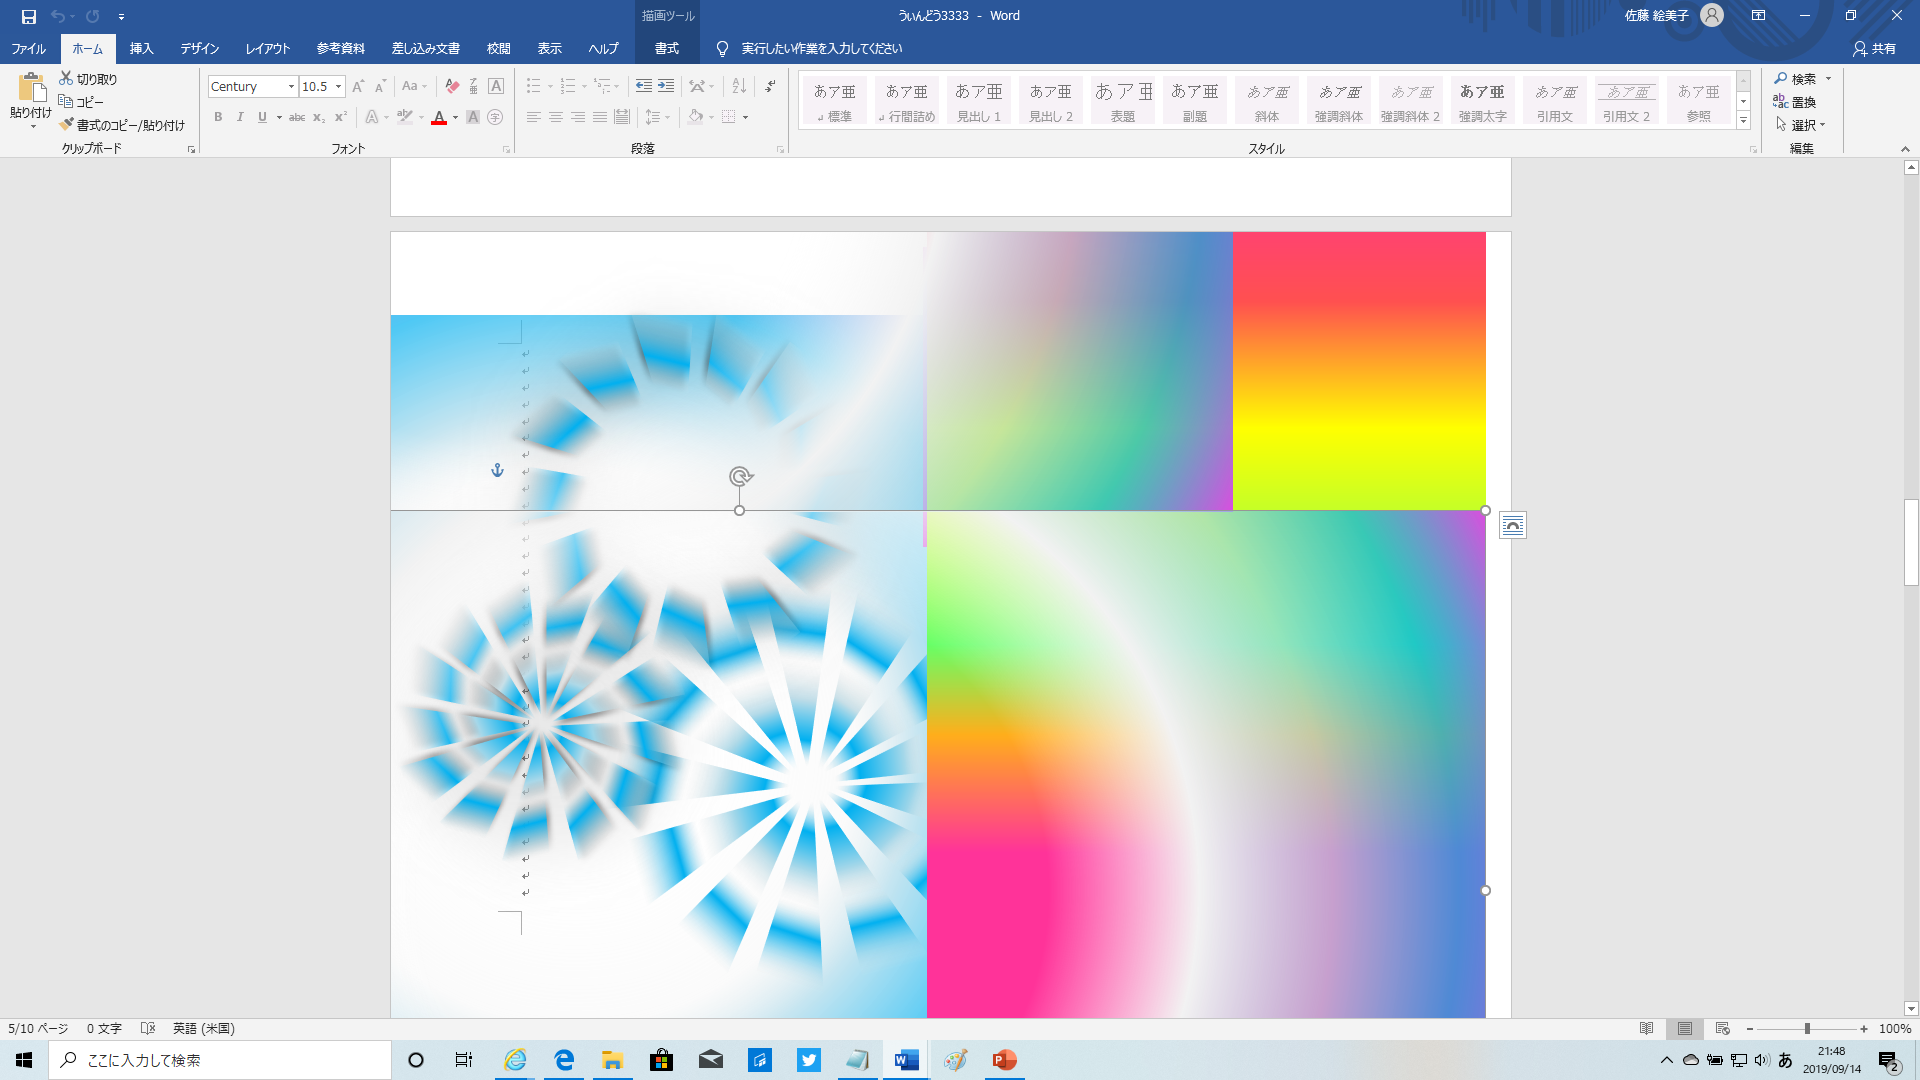 描画ツール
ういんどう3333 - Word
佐藤 絵美子
ファイル ホーム 挿入 デザイン レイアウト 参考資料 差し込み文書 校閲 表示 ヘルプ 書式 実行したい作業を入力してください 共有
貼り付け
切り取り
コピー
書式のコピー/貼り付け
クリップボード
Century 10.5
フォント
段落
あア亜 あア亜 あア亜 あア亜 あア亜 あア亜 あア亜 あア亜 あア亜 あア亜 あア亜 あア亜 あア亜
標準 行間詰め 見出し 1 見出し 2 表題 副題 斜体 強調斜体 強調斜体 2 強調太字 引用文 引用文 2 参照
スタイル
検索
置換
選択
編集
5/10 ページ 0 文字 英語 (米国) 100%
ここに入力して検索
あ
21:48
2019/09/14
2